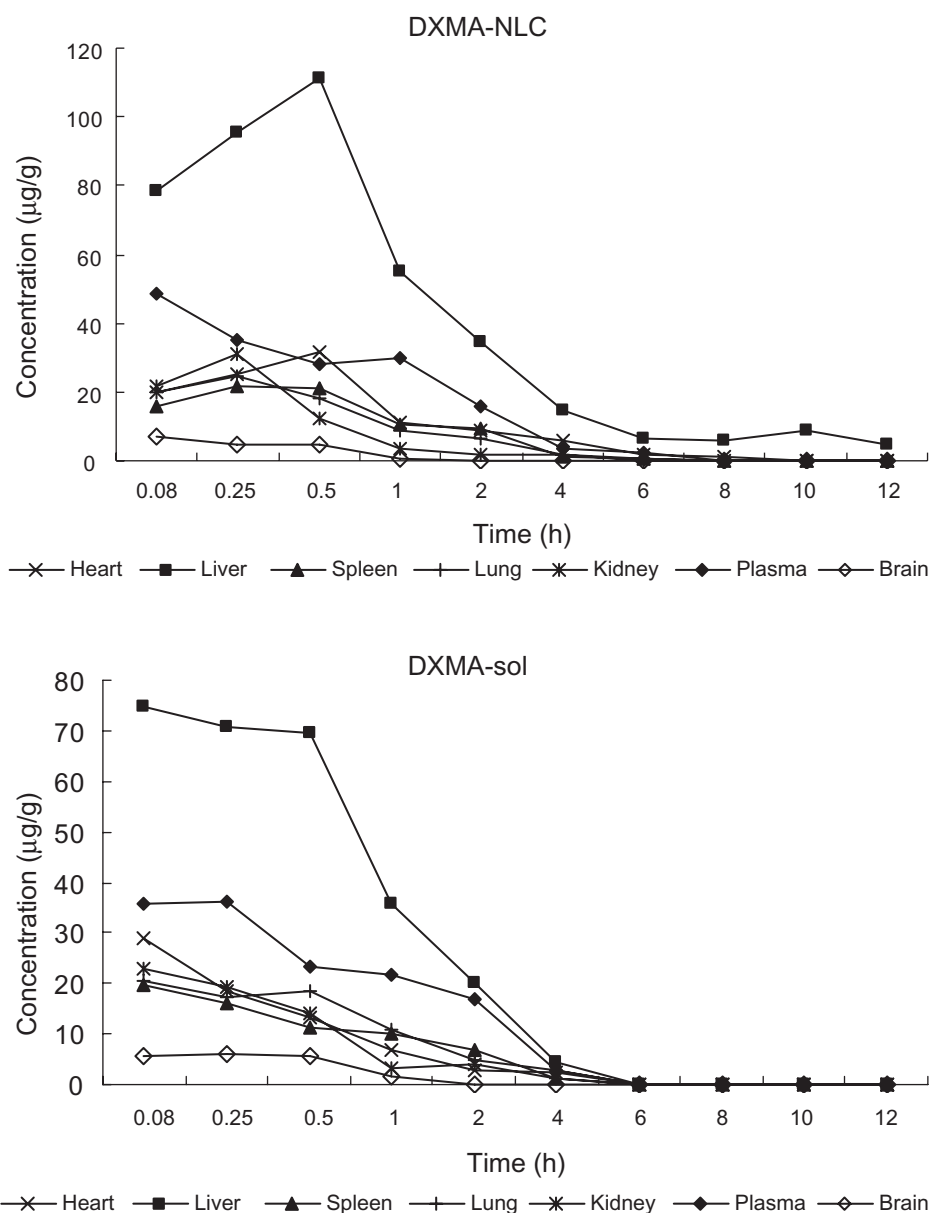 DXMA-NLC
120
100
80
60
40
20
0
Concentration (µg/g)
0.08 0.25 0.5 1 2 4 6 8 10 12
Time (h)
Heart Liver Spleen Lung Kidney Plasma Brain
DXMA-sol
80
70
60
50
40
30
20
10
0
Concentration (µg/g)
0.08 0.25 0.5 1 2 4 6 8 10 12
Time (h)
Heart Liver Spleen Lung Kidney Plasma Brain